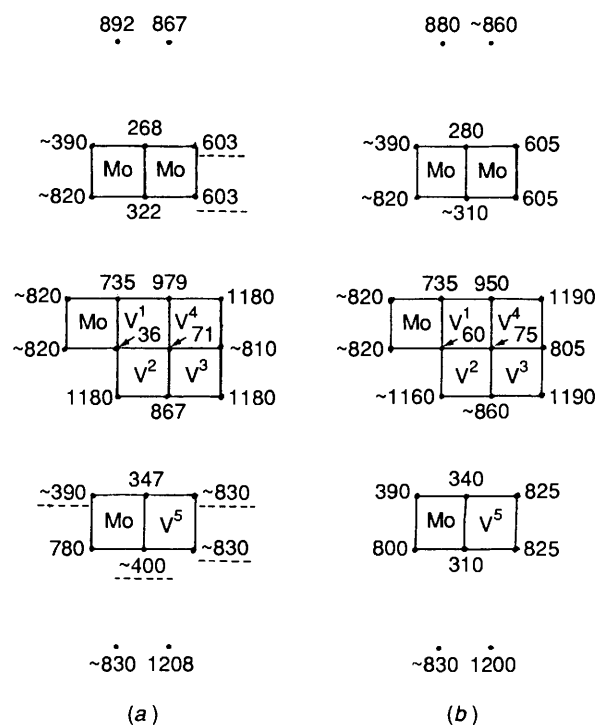 892 867
880 ~860
~390 268 603
Mo Mo
~820 322 603
~390 280 605
Mo Mo
~820 ~310 605
~820 735 979 1180
Mo V1 36 V4 71
~820 ~810
V2 V3
1180 867 1180
~820 735 950 1190
Mo V1 60 V4 75
~820 805
V2 V3
~1160 ~860 1190
~390 347 ~830
Mo V5
780 ~400 ~830
390 340 825
Mo V5
800 310 825
~830 1208
~830 1200
(a) (b)